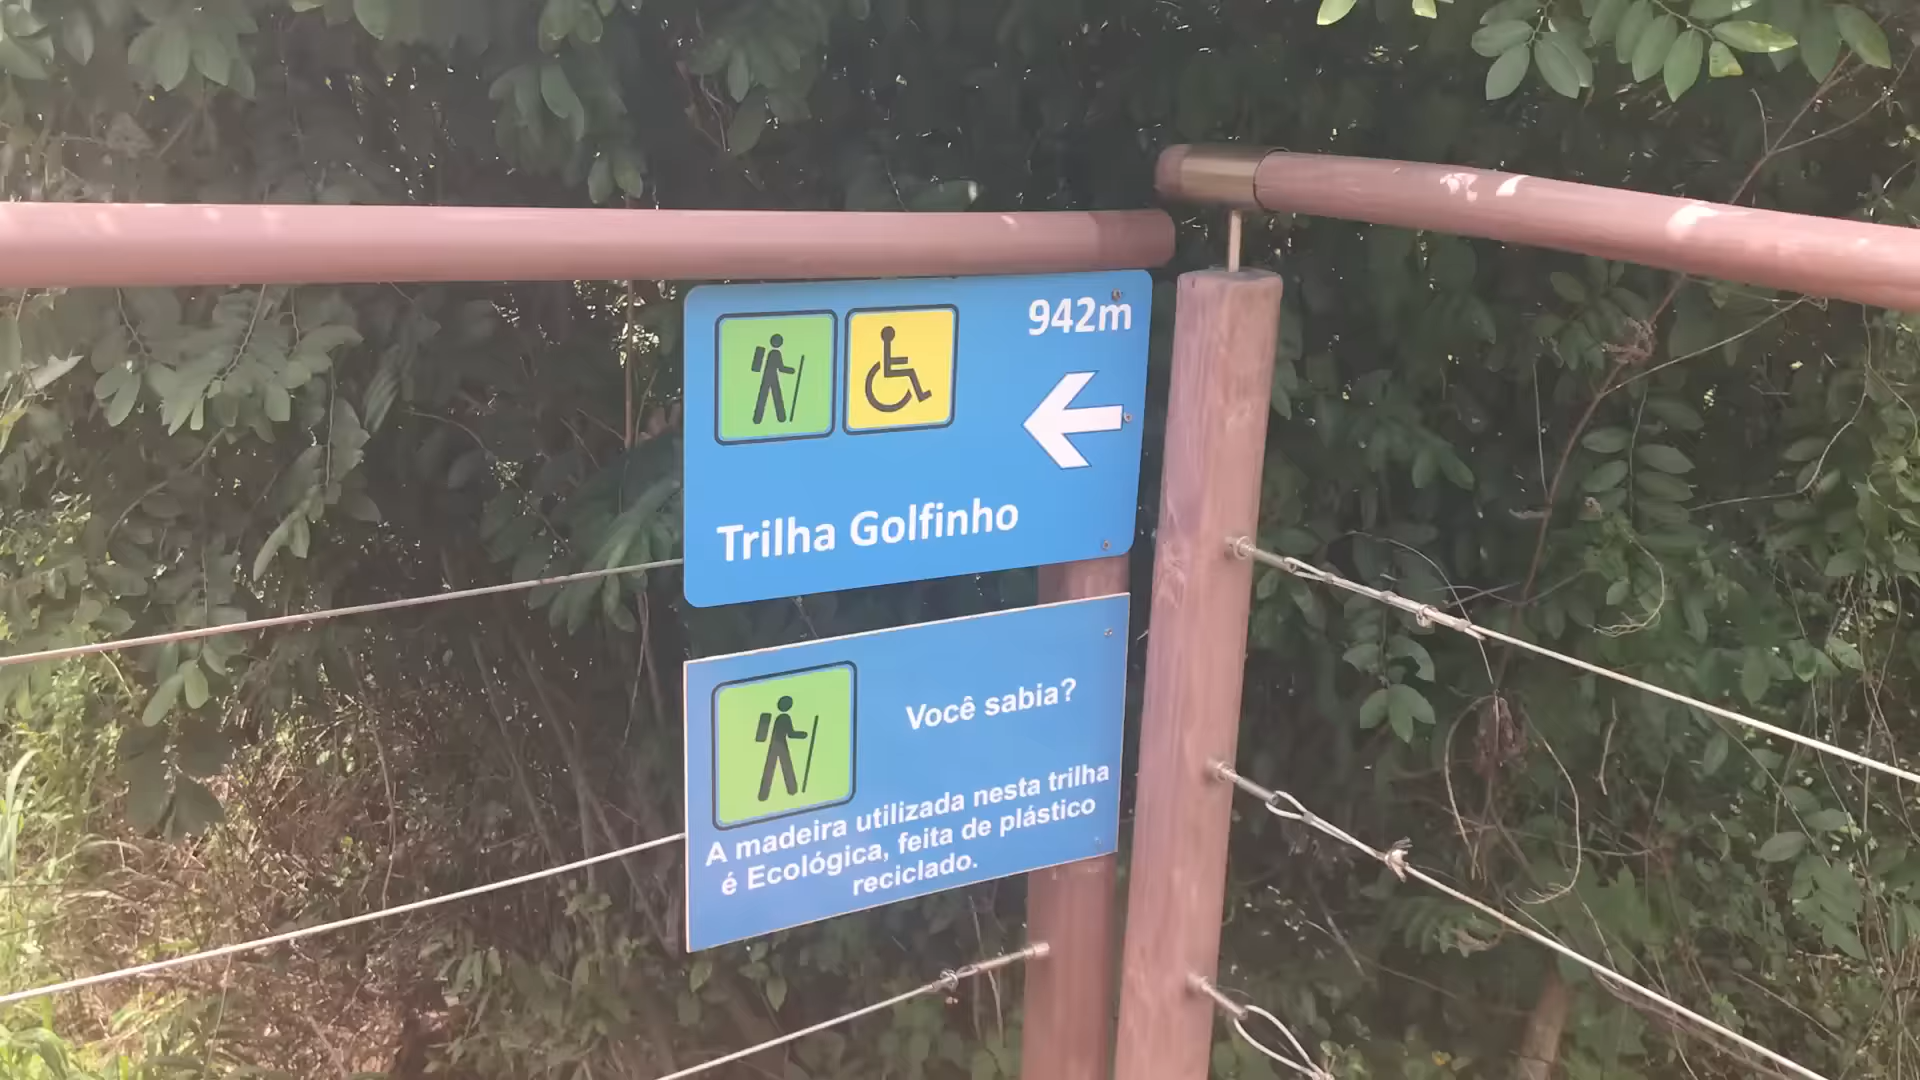 942m
Trilha Golfinho
Você sabia?
A madeira utilizada nesta trilha
é Ecológica, feita de plástico
reciclado.